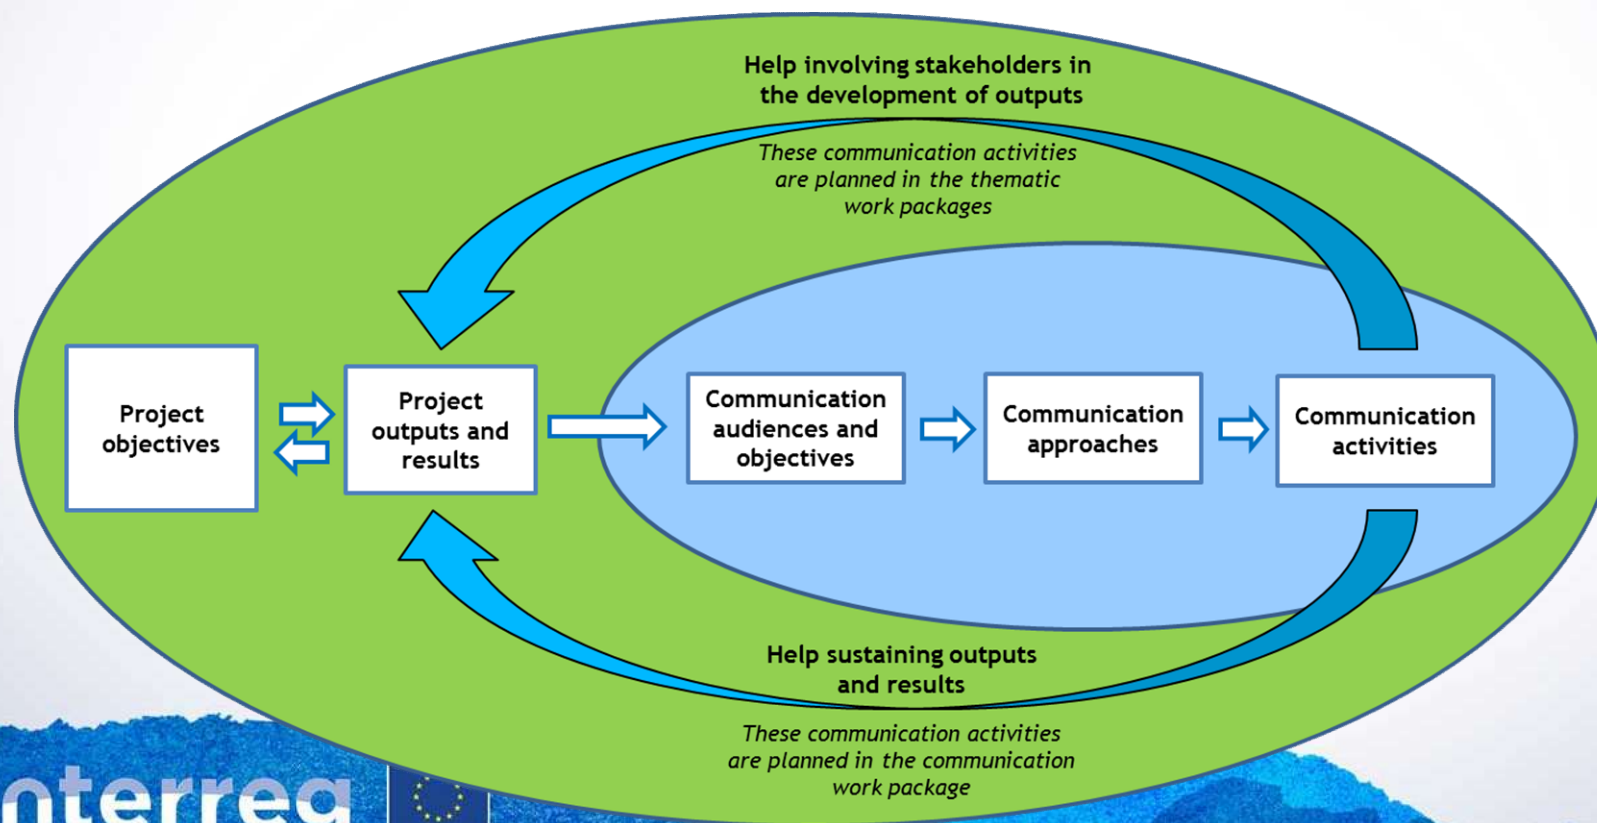 Help involving stakeholders in
the development of outputs
These communication activities
are planned in the thematic
work packages
Project
objectives
Project
outputs and
results
Communication
audiences and
objectives
Communication
approaches
Communication
activities
Help sustaining outputs
and results
These communication activities
are planned in the communication
work package
nterreg